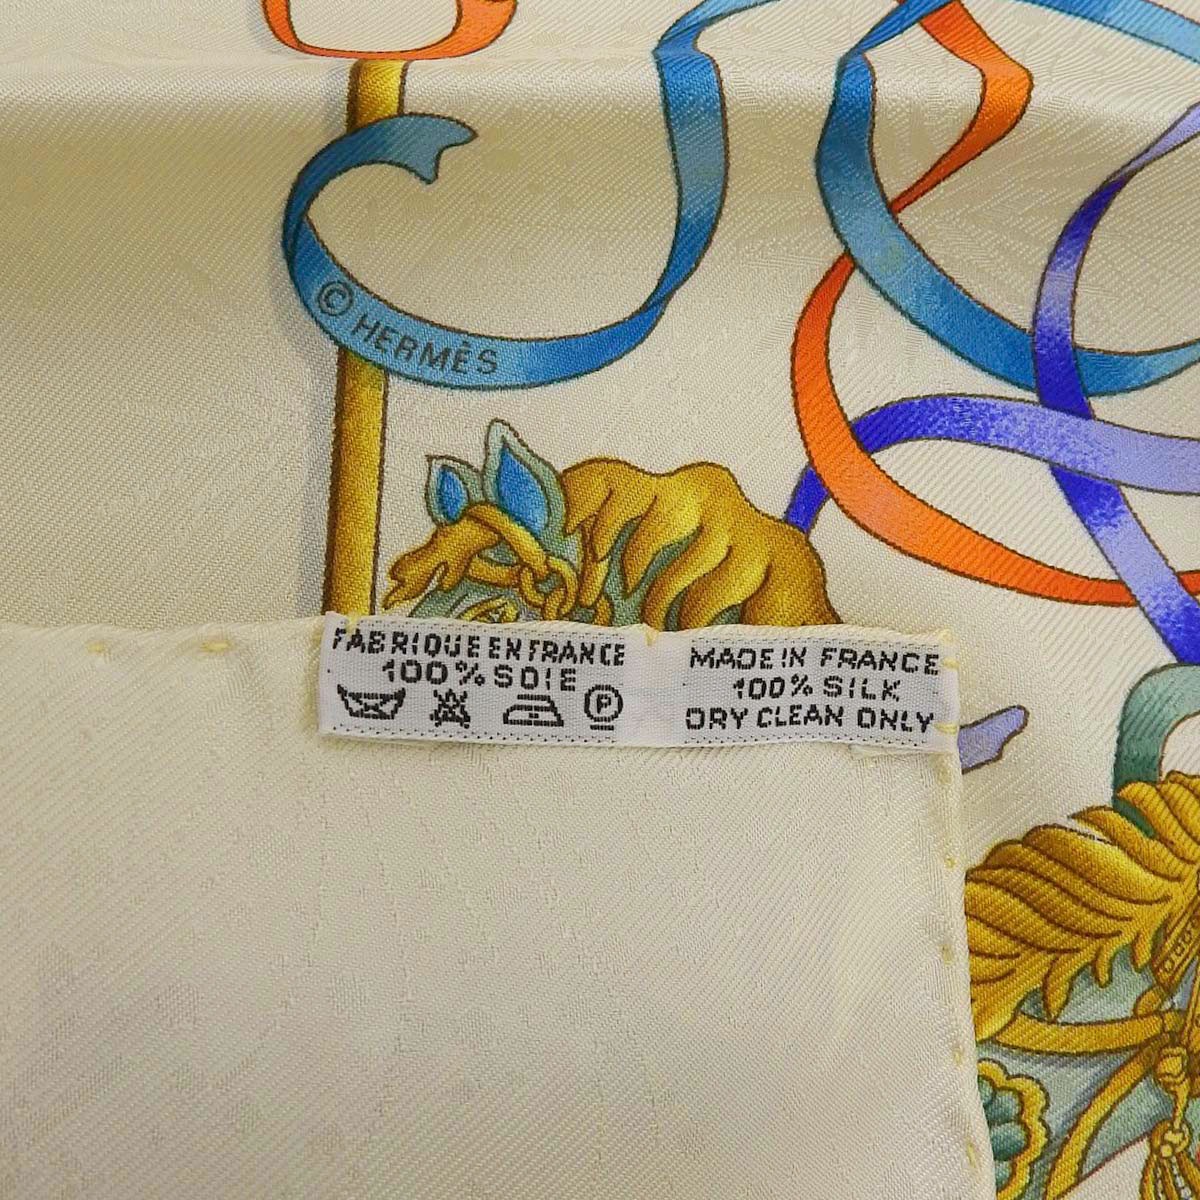 © HERMÈS
FABRIQUE EN FRANCE
100% SOIE
P
MADE IN FRANCE
100% SILK
DRY CLEAN ONLY